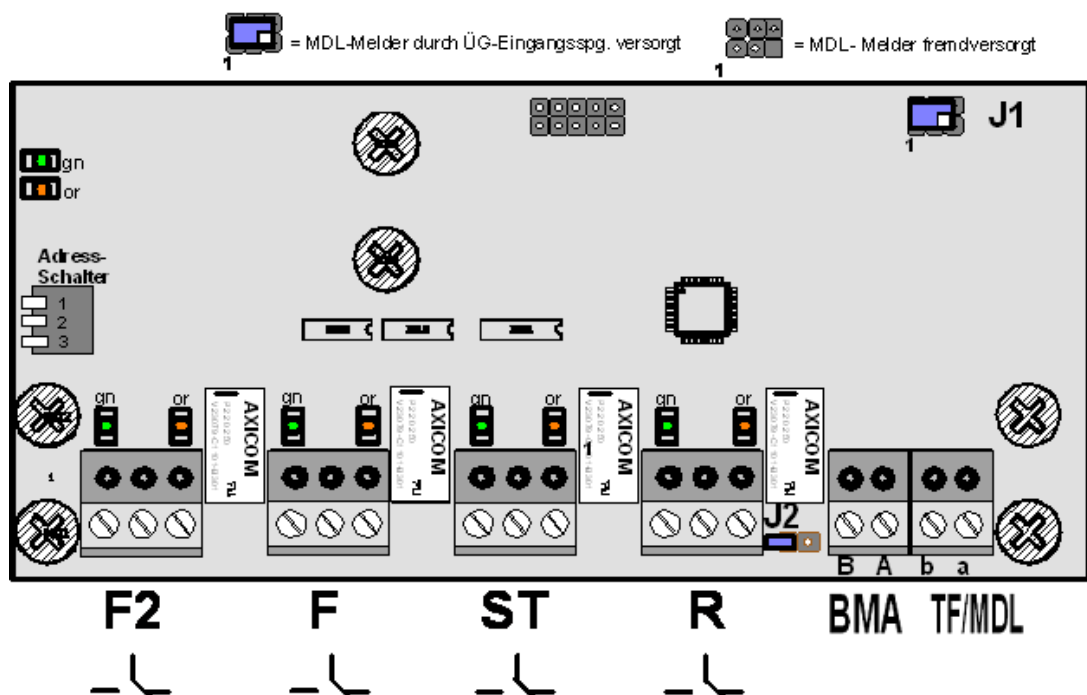 = MDL-Melder durch ÜG-Eingangsspg. versorgt
1
= MDL- Melder fremdversorgt
1
J1
1
gn
or
Adress-
Schalter
1
2
3
gn or
AXICOM
gn or
AXICOM
gn or
AXICOM
1
gn or
AXICOM
1
J2
B A b a
F2 F ST R BMA TF/MDL